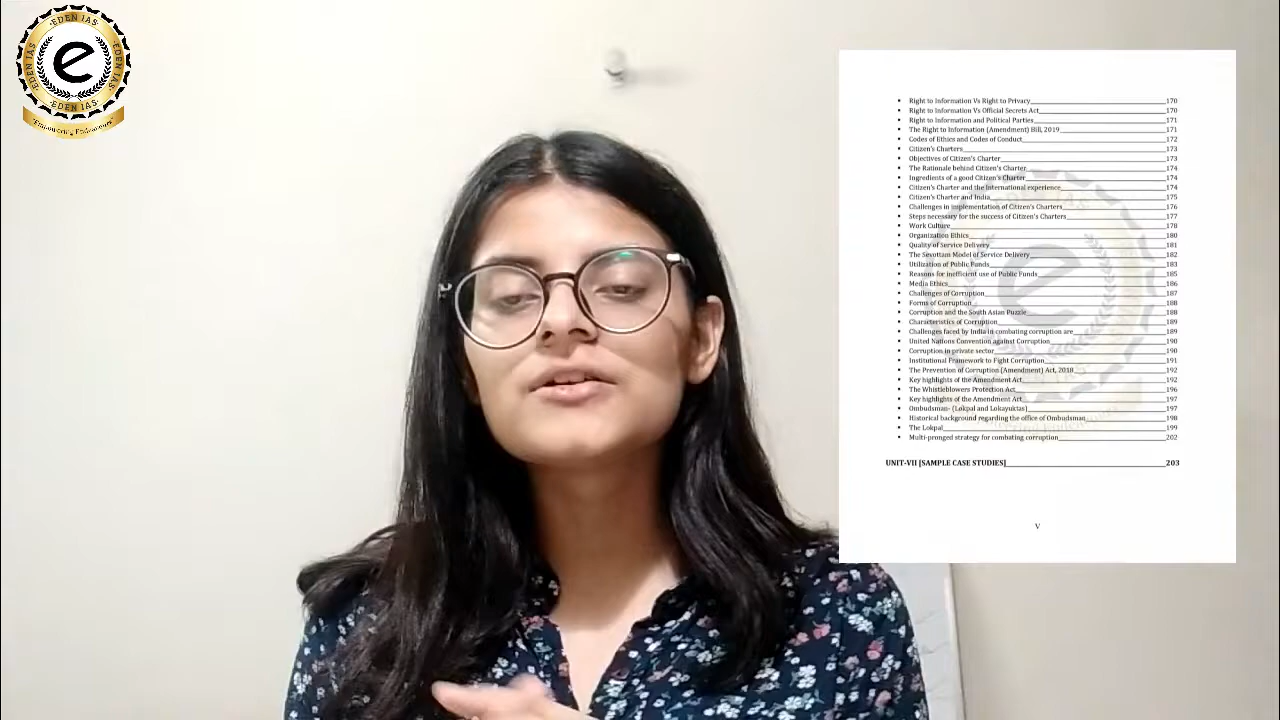 EDEN IAS
EDEN IAS
EDEN IAS
EDEN IAS
e
"Empowering Endeavours"
Right to Information Vs Right to Privacy 170
Right to Information Vs Official Secrets Act 170
Right to Information and Political Parties 171
The Right to Information (Amendment) Bill, 2019 171
Codes of Ethics and Codes of Conduct 172
Citizen's Charters 173
Objectives of Citizen's Charter 173
The Rationale behind Citizen's Charter 174
Ingredients of a good Citizen's Charter 174
Citizen's Charter and the International experience 174
Citizen's Charter and India 175
Challenges in implementation of Citizen's Charters 176
Steps necessary for the success of Citizen's Charters 177
Work Culture 178
Organization Ethics 180
Quality of Service Delivery 181
The Sevottam Model of Service Delivery 182
Utilization of Public Funds 183
Reasons for inefficient use of Public Funds 185
Media Ethics 186
Challenges of Corruption 187
Forms of Corruption 188
Corruption and the South Asian Puzzle 188
Characteristics of Corruption 189
Challenges faced by India in combating corruption are 189
United Nations Convention against Corruption 190
Corruption in private sector 190
Institutional Framework to Fight Corruption 191
The Prevention of Corruption (Amendment) Act, 2018 192
Key highlights of the Amendment Act 192
The Whistleblowers Protection Act 196
Key highlights of the Amendment Act 197
Ombudsman- (Lokpal and Lokayuktas) 197
Historical background regarding the office of Ombudsman 198
The Lokpal 199
Multi-pronged strategy for combating corruption 202
UNIT-VII [SAMPLE CASE STUDIES] 203
V